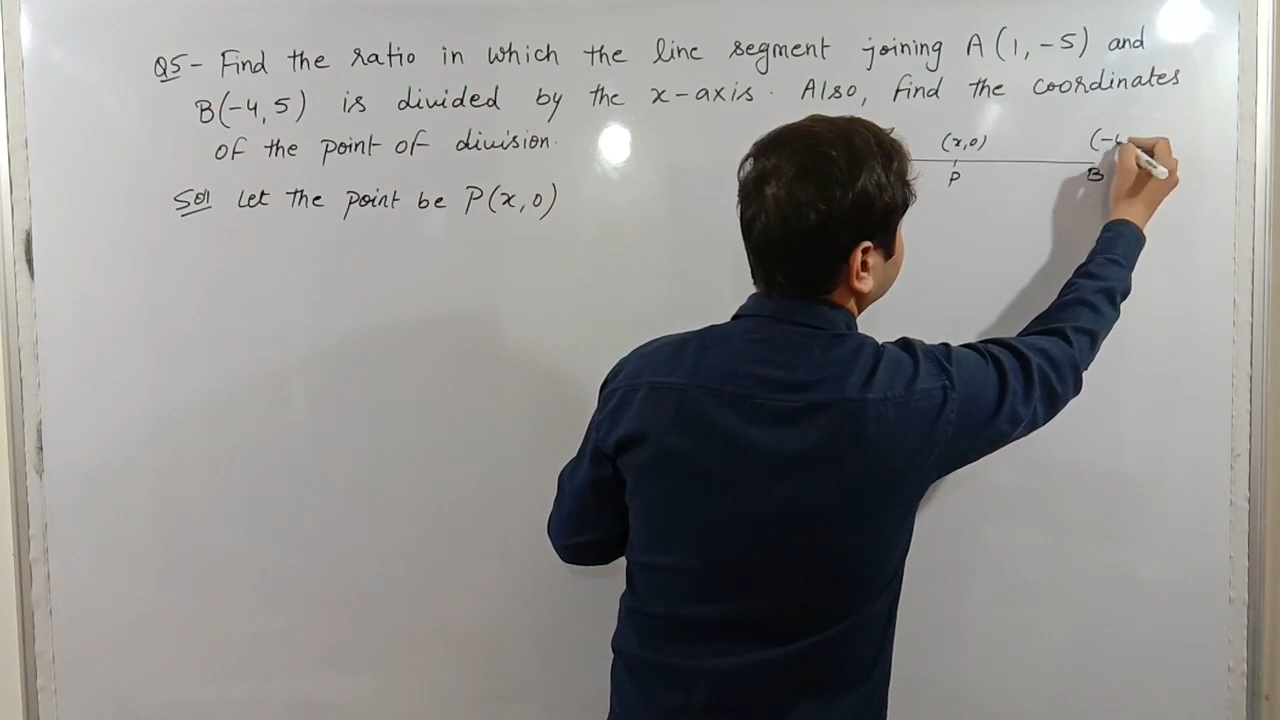 Q5- Find the ratio in which the line segment joining A(1,-5) and
B(-4,5) is divided by the x-axis. Also, find the coordinates
of the point of division.
(x,0) (-4
P B
Sol Let the point be P(x,0)